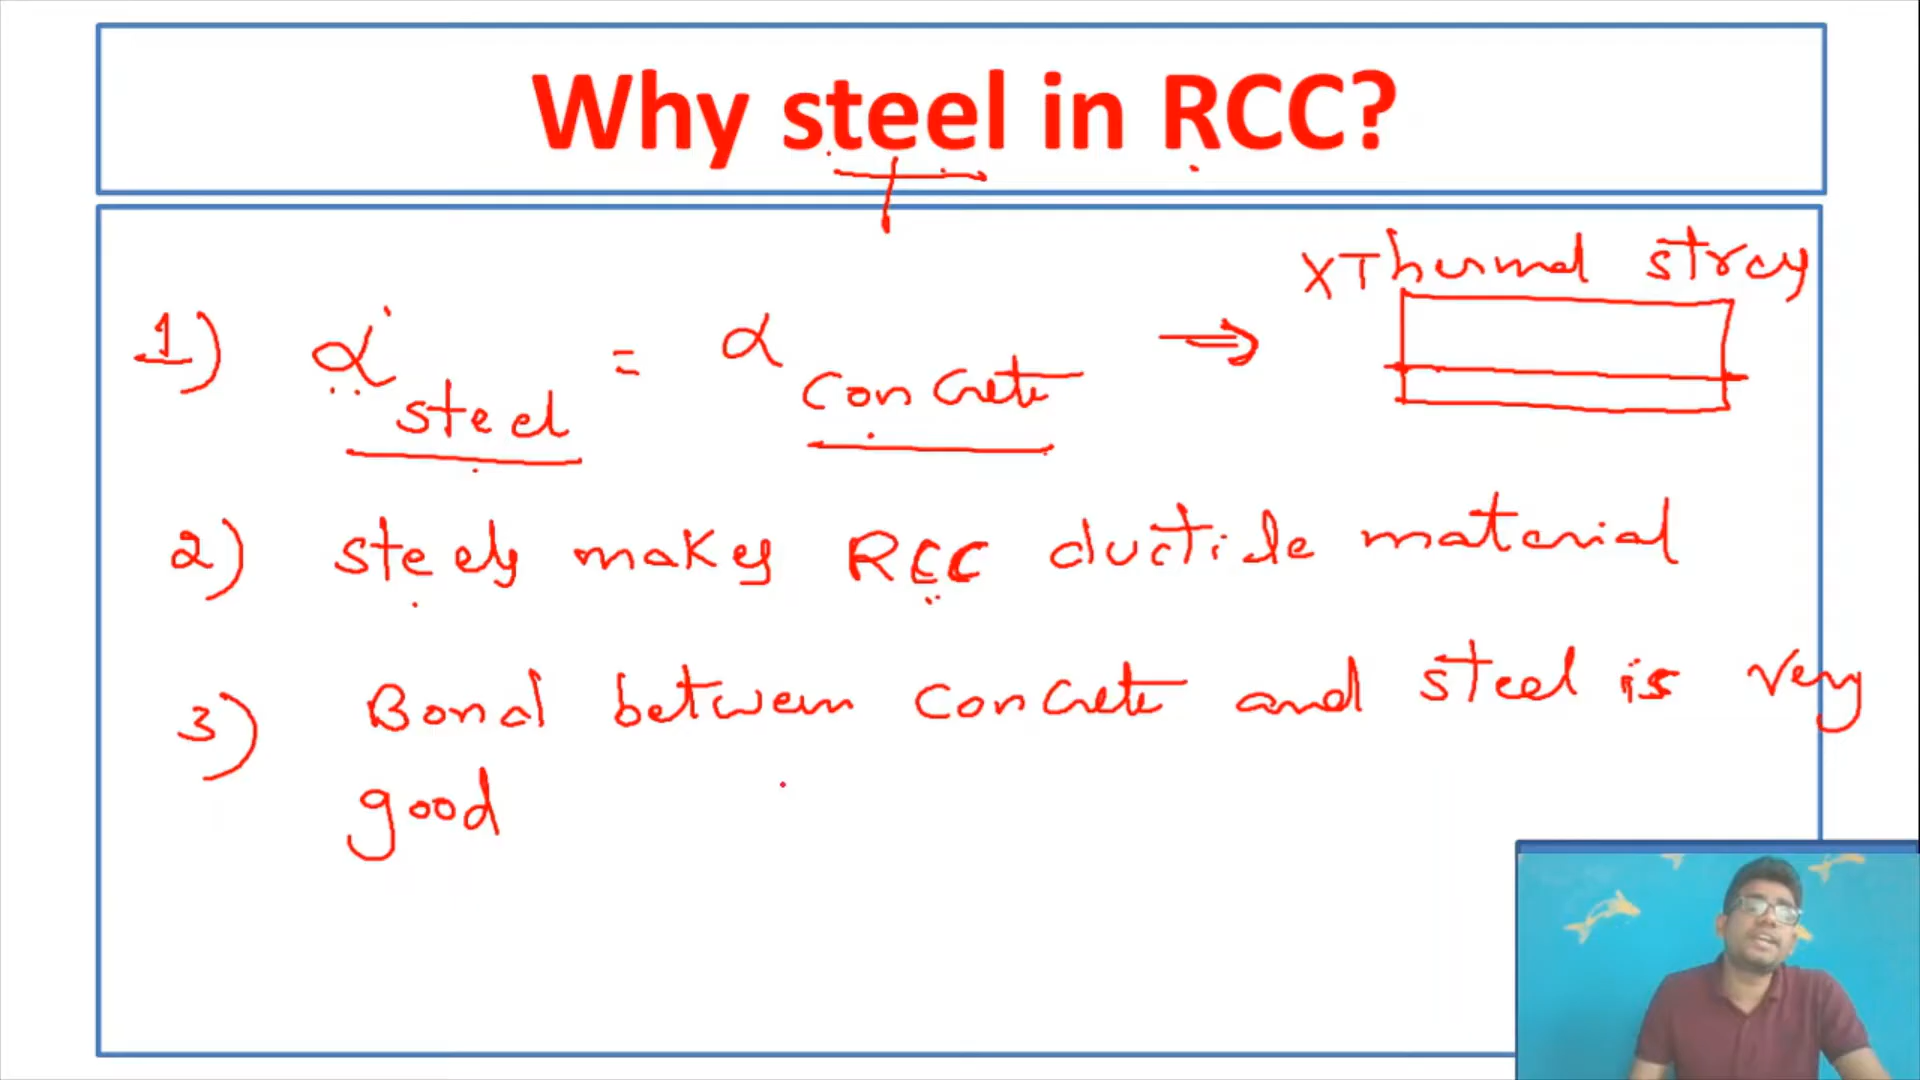 Why steel in RCC?
X Thermal stress
1) α steel = α concrete ⇒
2) steels makes RCC ductile material
3) Bond between concrete and steel is very
good